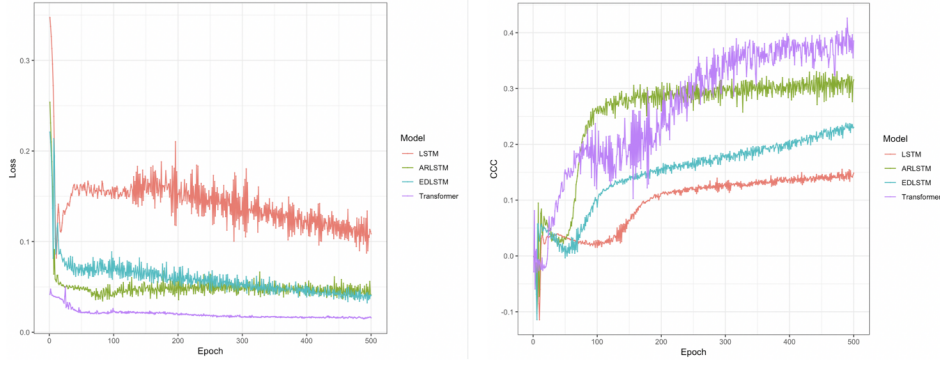 0.3
0.2
0.1
0.0
Loss
0 100 200 300 400 500
Epoch
Model
LSTM
ARLSTM
EDLSTM
Transformer
0.4
0.3
0.2
0.1
0.0
-0.1
CCC
0 100 200 300 400 500
Epoch
Model
LSTM
ARLSTM
EDLSTM
Transformer